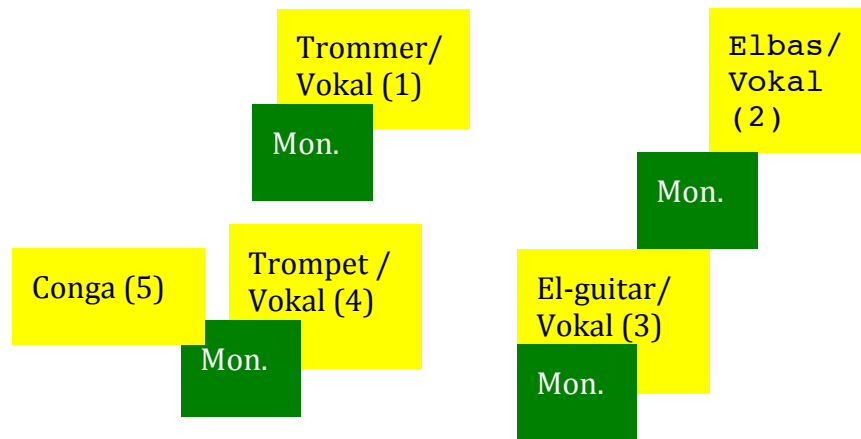 Trommer/
Vokal (1)
Mon.
Elbas/
Vokal
(2)
Mon.
Conga (5)
Trompet /
Vokal (4)
Mon.
El-guitar/
Vokal (3)
Mon.